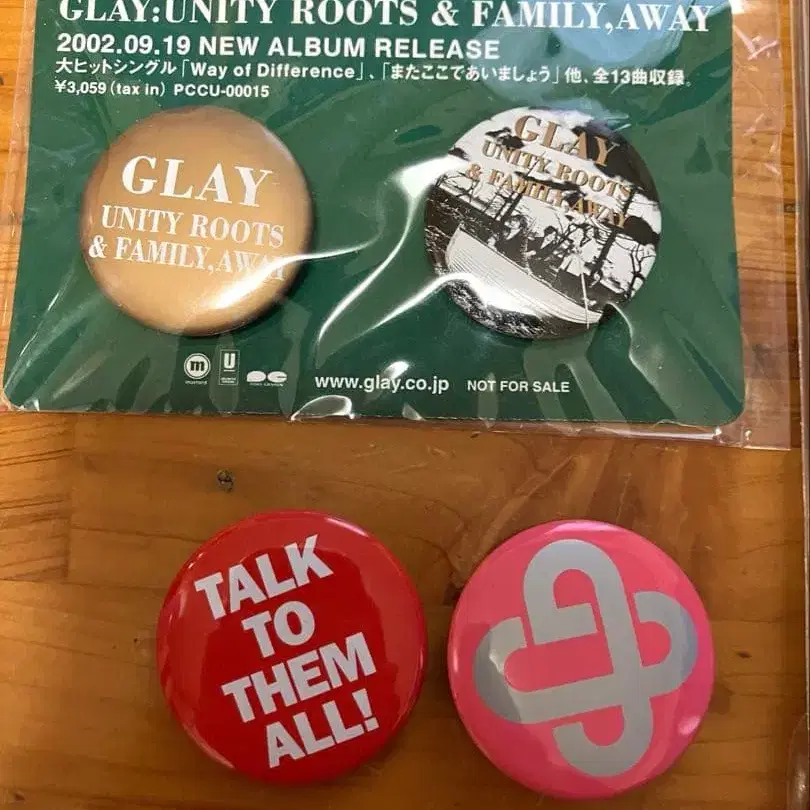 GLAY:UNITY ROOTS & FAMILY,AWAY
2002.09.19 NEW ALBUM RELEASE
大ヒットシングル「Way of Difference」、「またここであいましょう」他、全13曲収録。
¥3,059(tax in) PCCU-00015
GLAY
UNITY ROOTS
& FAMILY,AWAY
GLAY
UNITY ROOTS
& FAMILY,AWAY
m
U
www.glay.co.jp NOT FOR SALE
TALK
TO
THEM
ALL!